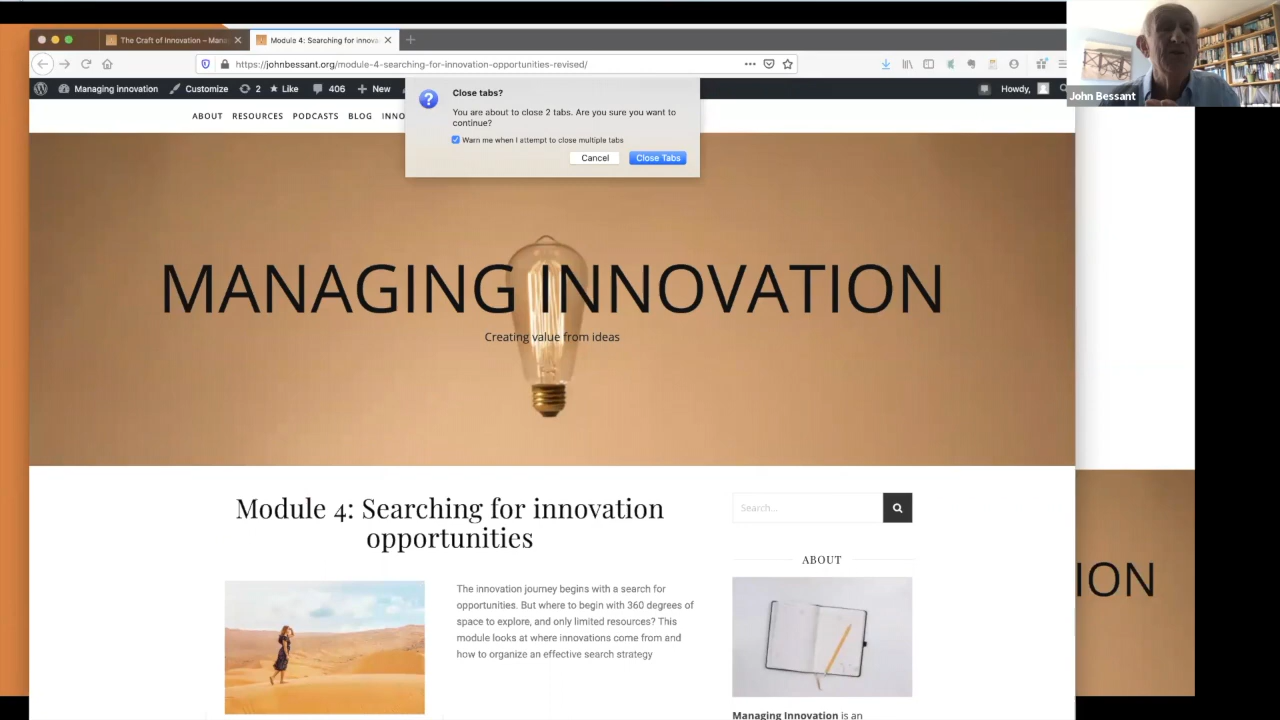 The Craft of Innovation – Mana
Module 4: Searching for innova
https://johnbessant.org/module-4-searching-for-innovation-opportunities-revised/
Managing innovation
Customize
2
Like
406
New
Howdy,
John Bessant
Close tabs?
You are about to close 2 tabs. Are you sure you want to
continue?
Warn me when I attempt to close multiple tabs
Cancel
Close Tabs
ABOUT RESOURCES PODCASTS BLOG INNO
MANAGING INNOVATION
Creating value from ideas
Module 4: Searching for innovation
opportunities
The innovation journey begins with a search for
opportunities. But where to begin with 360 degrees of
space to explore, and only limited resources? This
module looks at where innovations come from and
how to organize an effective search strategy
Search...
ABOUT
Managing Innovation is an
ION